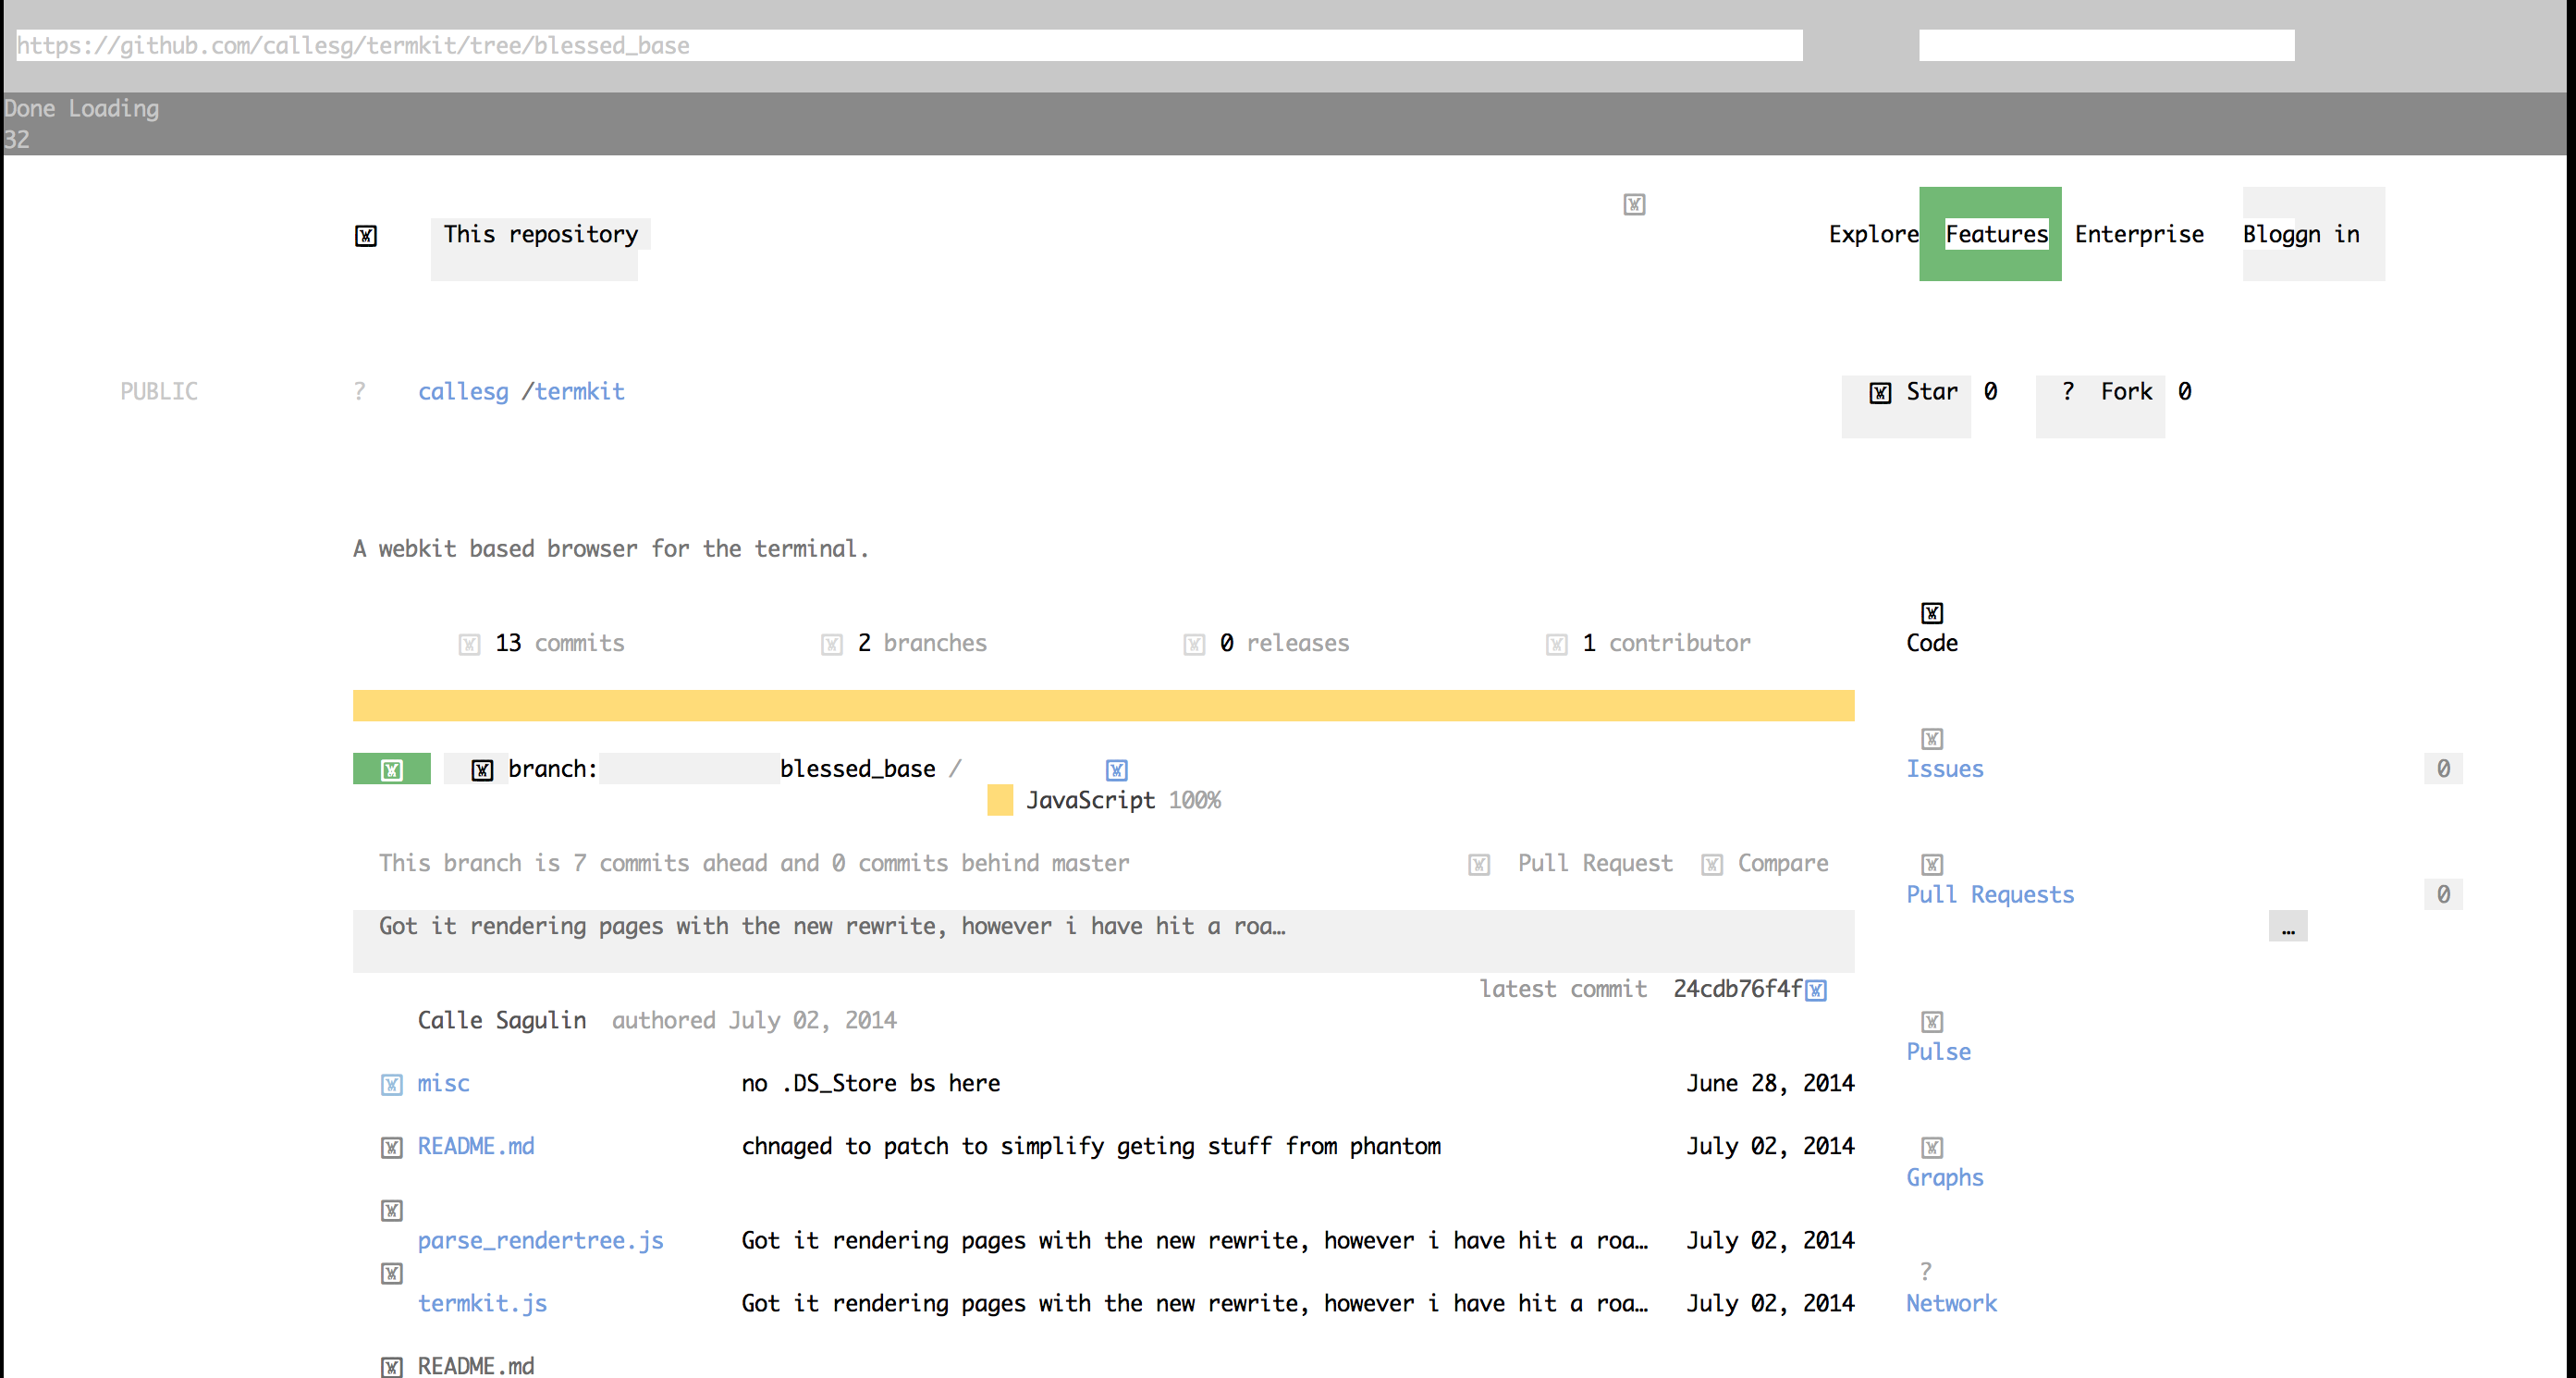 https://github.com/callesg/termkit/tree/blessed_base
Done Loading
32
This repository Explore Features Enterprise Bloggn in
PUBLIC ? callesg /termkit Star 0 ? Fork 0
A webkit based browser for the terminal.
13 commits 2 branches 0 releases 1 contributor Code
branch: blessed_base / Issues 0
JavaScript 100%
This branch is 7 commits ahead and 0 commits behind master Pull Request Compare
Pull Requests 0
Got it rendering pages with the new rewrite, however i have hit a roa… …
latest commit 24cdb76f4f
Calle Sagulin authored July 02, 2014
Pulse
misc no .DS_Store bs here June 28, 2014
README.md chnaged to patch to simplify geting stuff from phantom July 02, 2014
Graphs
parse_rendertree.js Got it rendering pages with the new rewrite, however i have hit a roa… July 02, 2014
?
termkit.js Got it rendering pages with the new rewrite, however i have hit a roa… July 02, 2014 Network
README.md